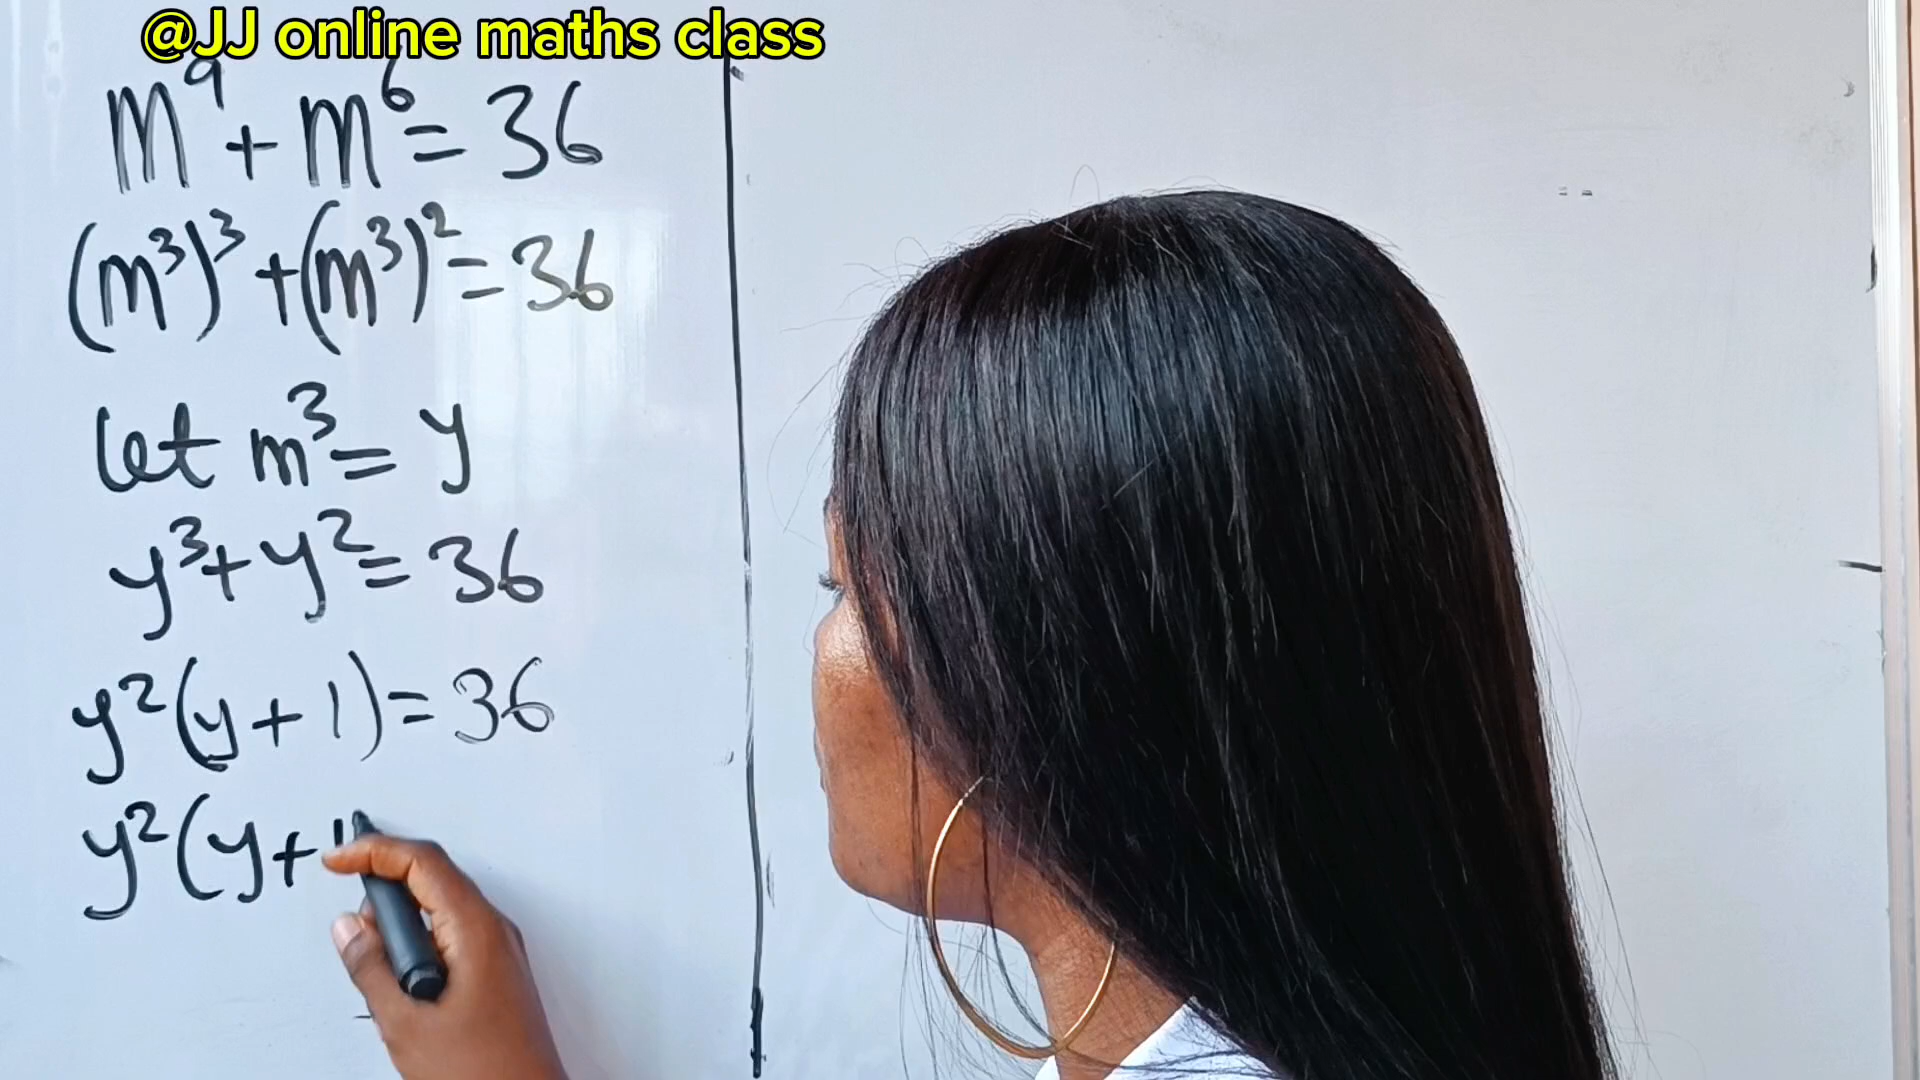 @JJ online maths class
m⁹ + m⁶ = 36
(m³)³ + (m³)² = 36
let m³ = y
y³ + y² = 36
y²(y + 1) = 36
y²(y + 1